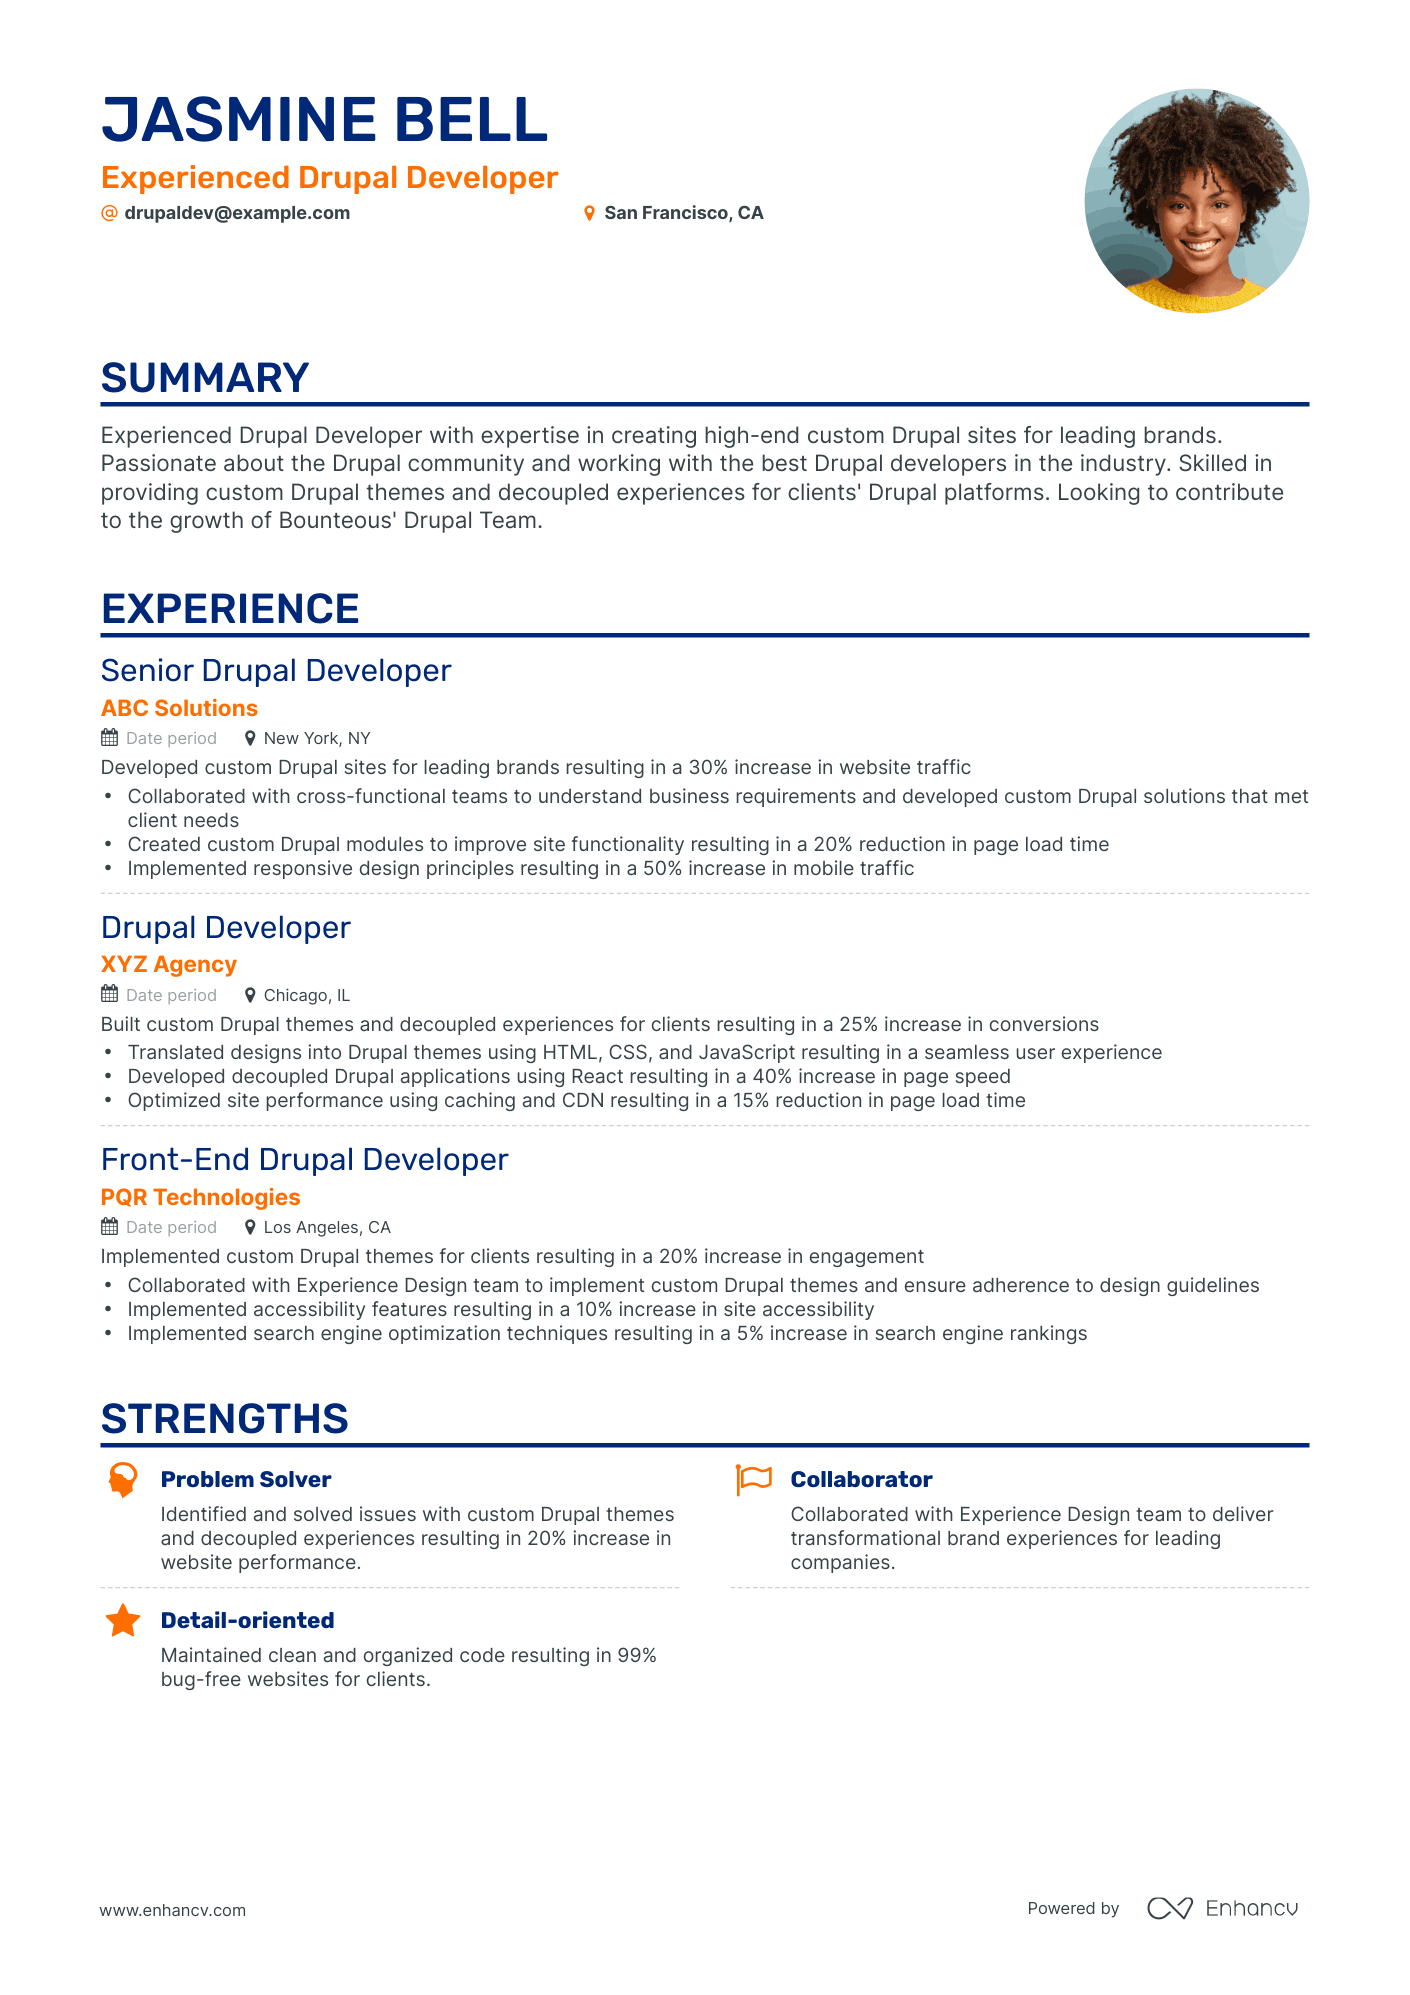 JASMINE BELL
Experienced Drupal Developer
@ drupaldev@example.com San Francisco, CA
SUMMARY
Experienced Drupal Developer with expertise in creating high-end custom Drupal sites for leading brands.
Passionate about the Drupal community and working with the best Drupal developers in the industry. Skilled in
providing custom Drupal themes and decoupled experiences for clients' Drupal platforms. Looking to contribute
to the growth of Bounteous' Drupal Team.
EXPERIENCE
Senior Drupal Developer
ABC Solutions
Date period New York, NY
Developed custom Drupal sites for leading brands resulting in a 30% increase in website traffic
• Collaborated with cross-functional teams to understand business requirements and developed custom Drupal solutions that met
client needs
• Created custom Drupal modules to improve site functionality resulting in a 20% reduction in page load time
• Implemented responsive design principles resulting in a 50% increase in mobile traffic
Drupal Developer
XYZ Agency
Date period Chicago, IL
Built custom Drupal themes and decoupled experiences for clients resulting in a 25% increase in conversions
• Translated designs into Drupal themes using HTML, CSS, and JavaScript resulting in a seamless user experience
• Developed decoupled Drupal applications using React resulting in a 40% increase in page speed
• Optimized site performance using caching and CDN resulting in a 15% reduction in page load time
Front-End Drupal Developer
PQR Technologies
Date period Los Angeles, CA
Implemented custom Drupal themes for clients resulting in a 20% increase in engagement
• Collaborated with Experience Design team to implement custom Drupal themes and ensure adherence to design guidelines
• Implemented accessibility features resulting in a 10% increase in site accessibility
• Implemented search engine optimization techniques resulting in a 5% increase in search engine rankings
STRENGTHS
Problem Solver
Identified and solved issues with custom Drupal themes
and decoupled experiences resulting in 20% increase in
website performance.
Collaborator
Collaborated with Experience Design team to deliver
transformational brand experiences for leading
companies.
Detail-oriented
Maintained clean and organized code resulting in 99%
bug-free websites for clients.
www.enhancv.com
Powered by Enhancv